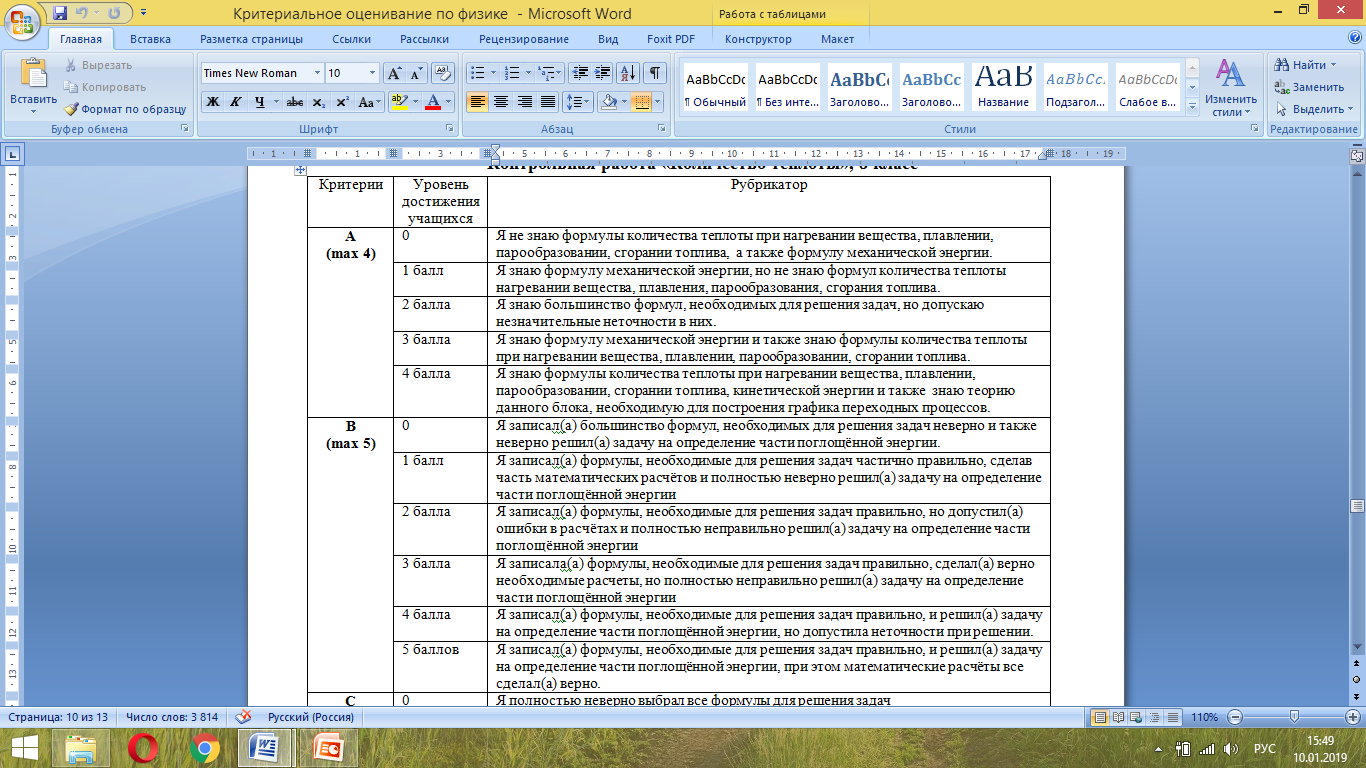 Критериальное оценивание по физике - Microsoft Word
Работа с таблицами
Главная Вставка Разметка страницы Ссылки Рассылки Рецензирование Вид Foxit PDF Конструктор Макет
Вставить
Вырезать
Копировать
Формат по образцу
Буфер обмена
Times New Roman 10
Ж К Ч abc x₂ x² Aa А
Шрифт
Абзац
АаBbCcDc АаBbCcDc AaBbCc AaBbCc АаВ AaBbCc. AaBbCcDc
¶ Обычный ¶ Без инте... Заголово... Заголово... Название Подзагол... Слабое в...
Стили
Изменить стили
Найти
Заменить
Выделить
Редактирование
Контрольная работа «Количество теплоты», 8 класс
Критерии
Уровень
достижения
учащихся
Рубрикатор
A
(max 4)
0
Я не знаю формулы количества теплоты при нагревании вещества, плавлении,
парообразовании, сгорании топлива, а также формулу механической энергии.
1 балл
Я знаю формулу механической энергии, но не знаю формул количества теплоты
нагревании вещества, плавления, парообразования, сгорания топлива.
2 балла
Я знаю большинство формул, необходимых для решения задач, но допускаю
незначительные неточности в них.
3 балла
Я знаю формулу механической энергии и также знаю формулы количества теплоты
при нагревании вещества, плавлении, парообразовании, сгорании топлива.
4 балла
Я знаю формулы количества теплоты при нагревании вещества, плавлении,
парообразовании, сгорании топлива, кинетической энергии и также знаю теорию
данного блока, необходимую для построения графика переходных процессов.
B
(max 5)
0
Я записал(а) большинство формул, необходимых для решения задач неверно и также
неверно решил(а) задачу на определение части поглощённой энергии.
1 балл
Я записал(а) формулы, необходимые для решения задач частично правильно, сделав
часть математических расчётов и полностью неверно решил(а) задачу на определение
части поглощённой энергии
2 балла
Я записал(а) формулы, необходимые для решения задач правильно, но допустил(а)
ошибки в расчётах и полностью неправильно решил(а) задачу на определение части
поглощённой энергии
3 балла
Я записала(а) формулы, необходимые для решения задач правильно, сделал(а) верно
необходимые расчеты, но полностью неправильно решил(а) задачу на определение
части поглощённой энергии
4 балла
Я записал(а) формулы, необходимые для решения задач правильно, и решил(а) задачу
на определение части поглощённой энергии, но допустила неточности при решении.
5 баллов
Я записал(а) формулы, необходимые для решения задач правильно, и решил(а) задачу
на определение части поглощённой энергии, при этом математические расчёты все
сделал(а) верно.
C
0
Я полностью неверно выбрал все формулы для решения задач
Страница: 10 из 13 Число слов: 3 814 Русский (Россия) 110%
РУС
15:49
10.01.2019